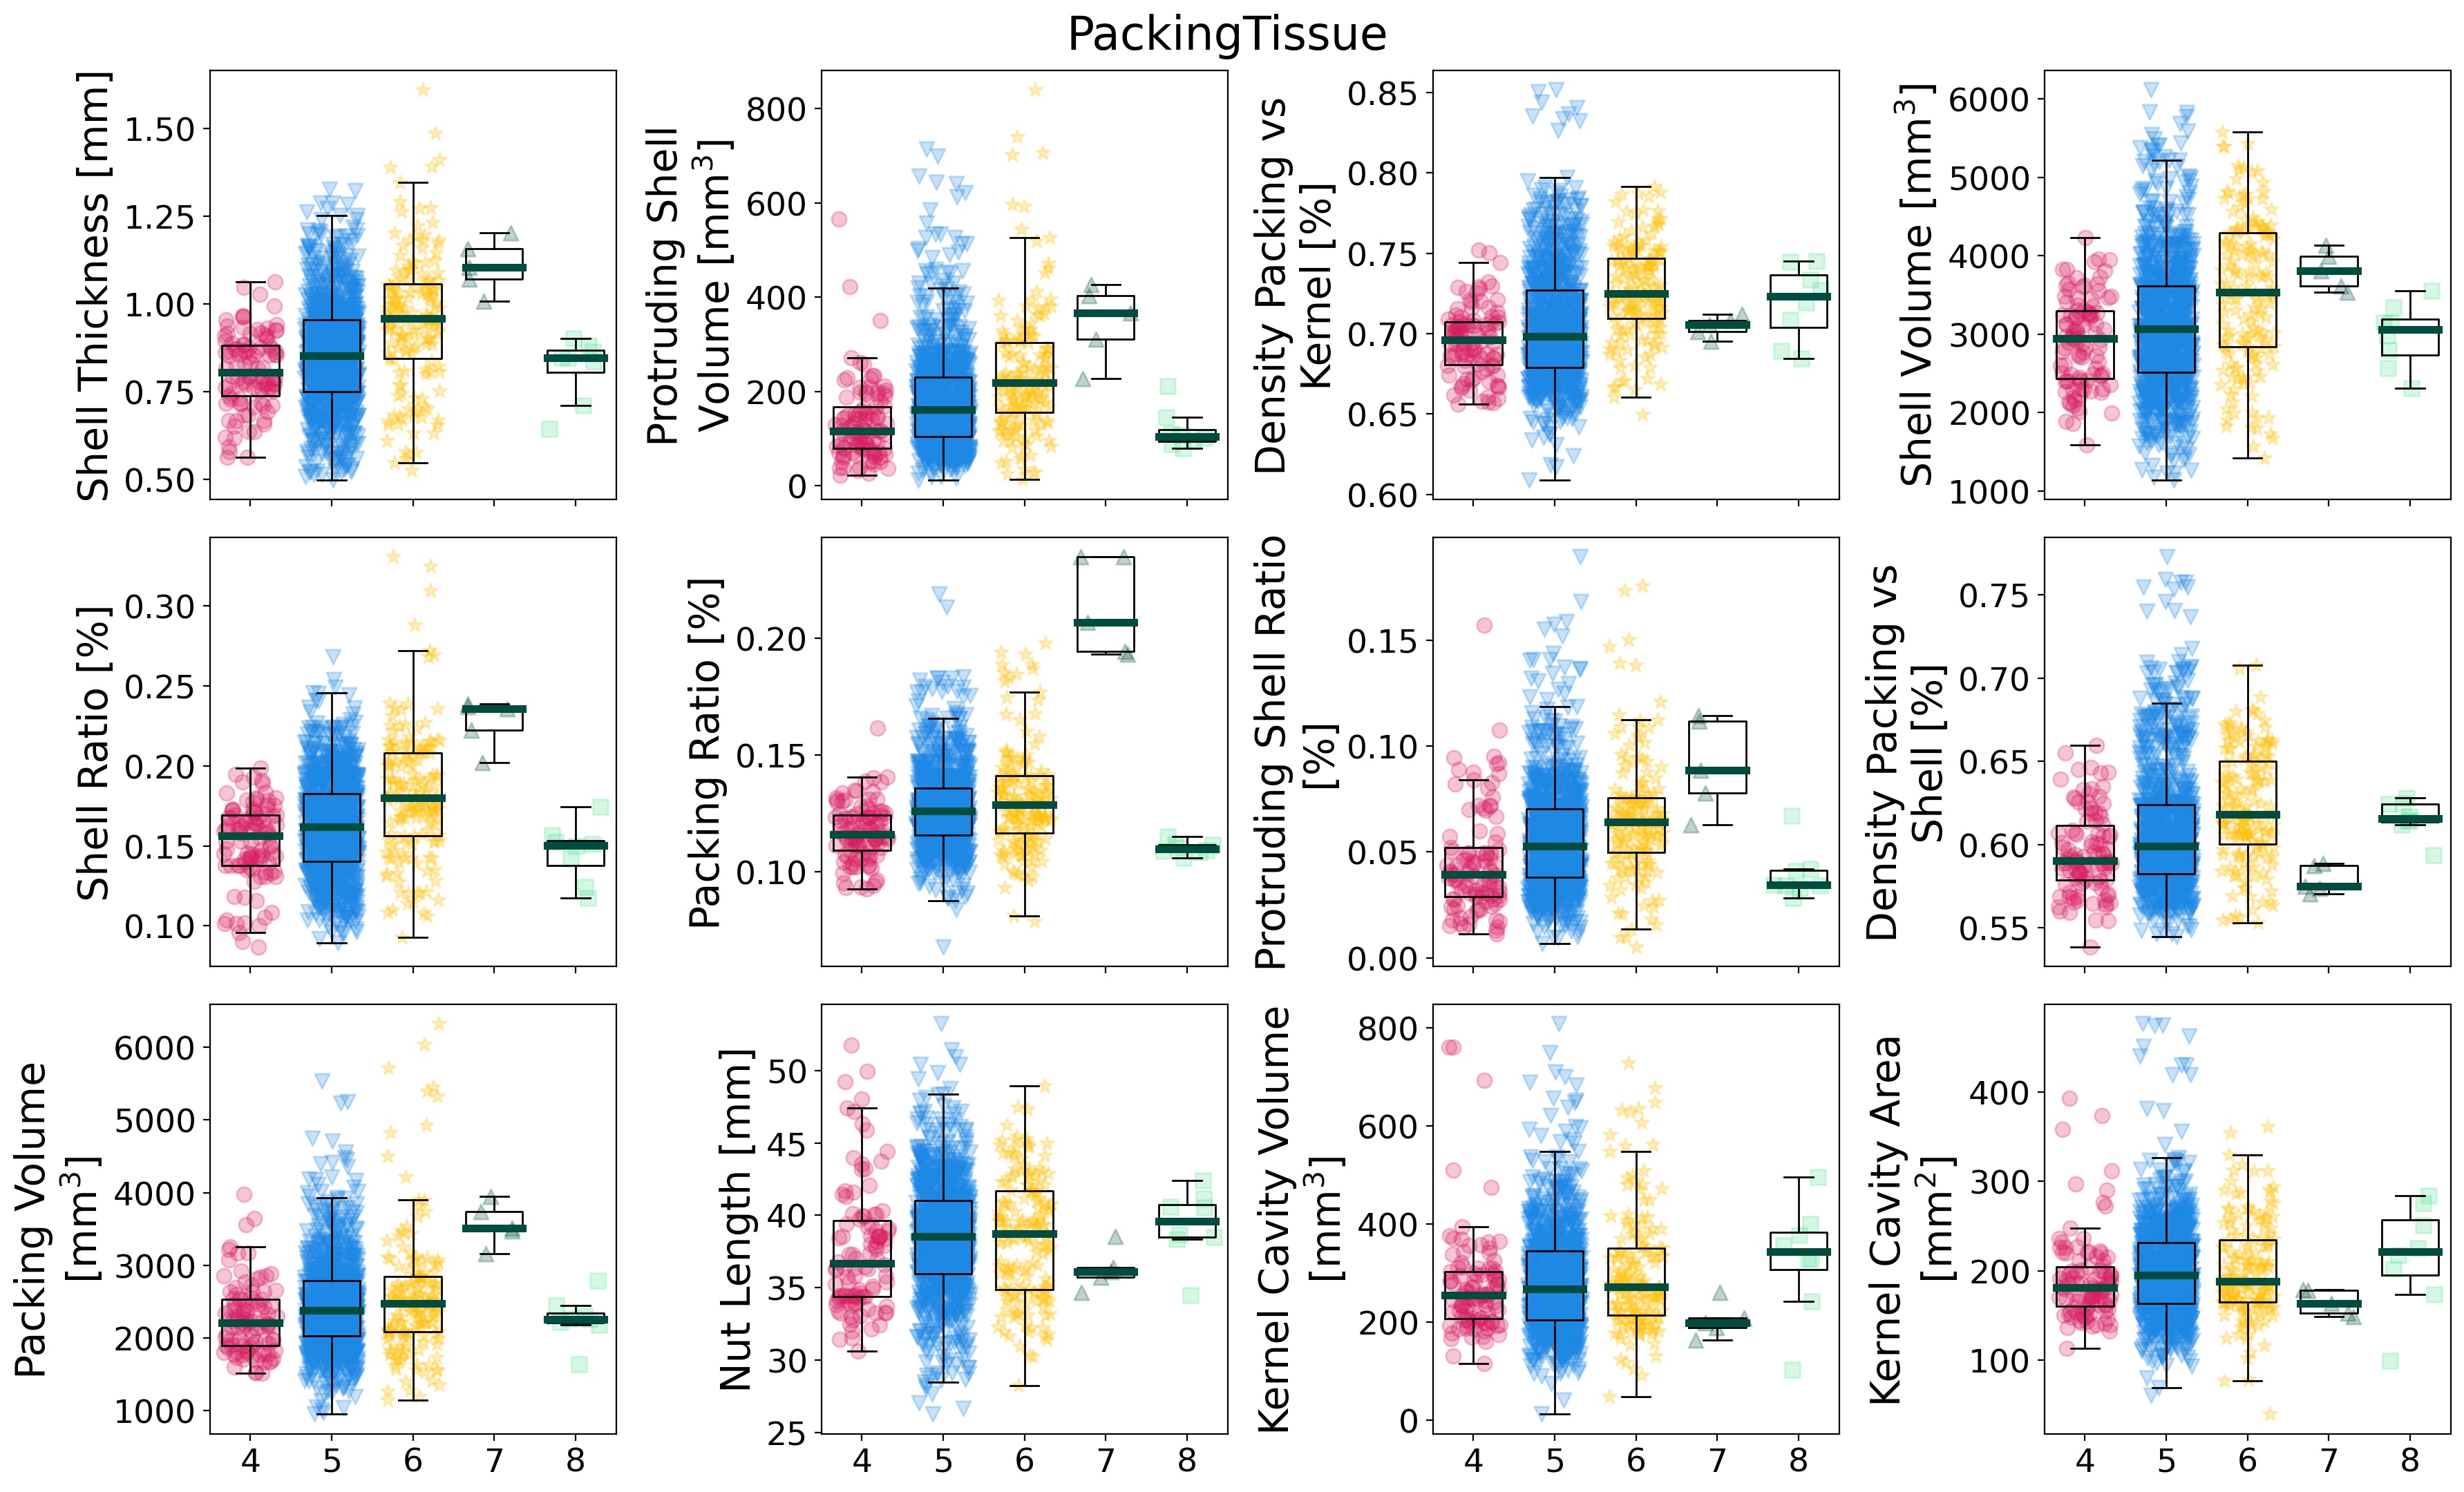 PackingTissue
Shell Thickness [mm]
1.50
1.25
1.00
0.75
0.50
Protruding Shell
Volume [mm³]
800
600
400
200
0
Density Packing vs
Kernel [%]
0.85
0.80
0.75
0.70
0.65
0.60
Shell Volume [mm³]
6000
5000
4000
3000
2000
1000
Shell Ratio [%]
0.30
0.25
0.20
0.15
0.10
Packing Ratio [%]
0.20
0.15
0.10
Protruding Shell Ratio
[%]
0.15
0.10
0.05
0.00
Density Packing vs
Shell [%]
0.75
0.70
0.65
0.60
0.55
Packing Volume
[mm³]
6000
5000
4000
3000
2000
1000
4 5 6 7 8
Nut Length [mm]
50
45
40
35
30
25
4 5 6 7 8
Kernel Cavity Volume
[mm³]
800
600
400
200
0
4 5 6 7 8
Kernel Cavity Area
[mm²]
400
300
200
100
4 5 6 7 8